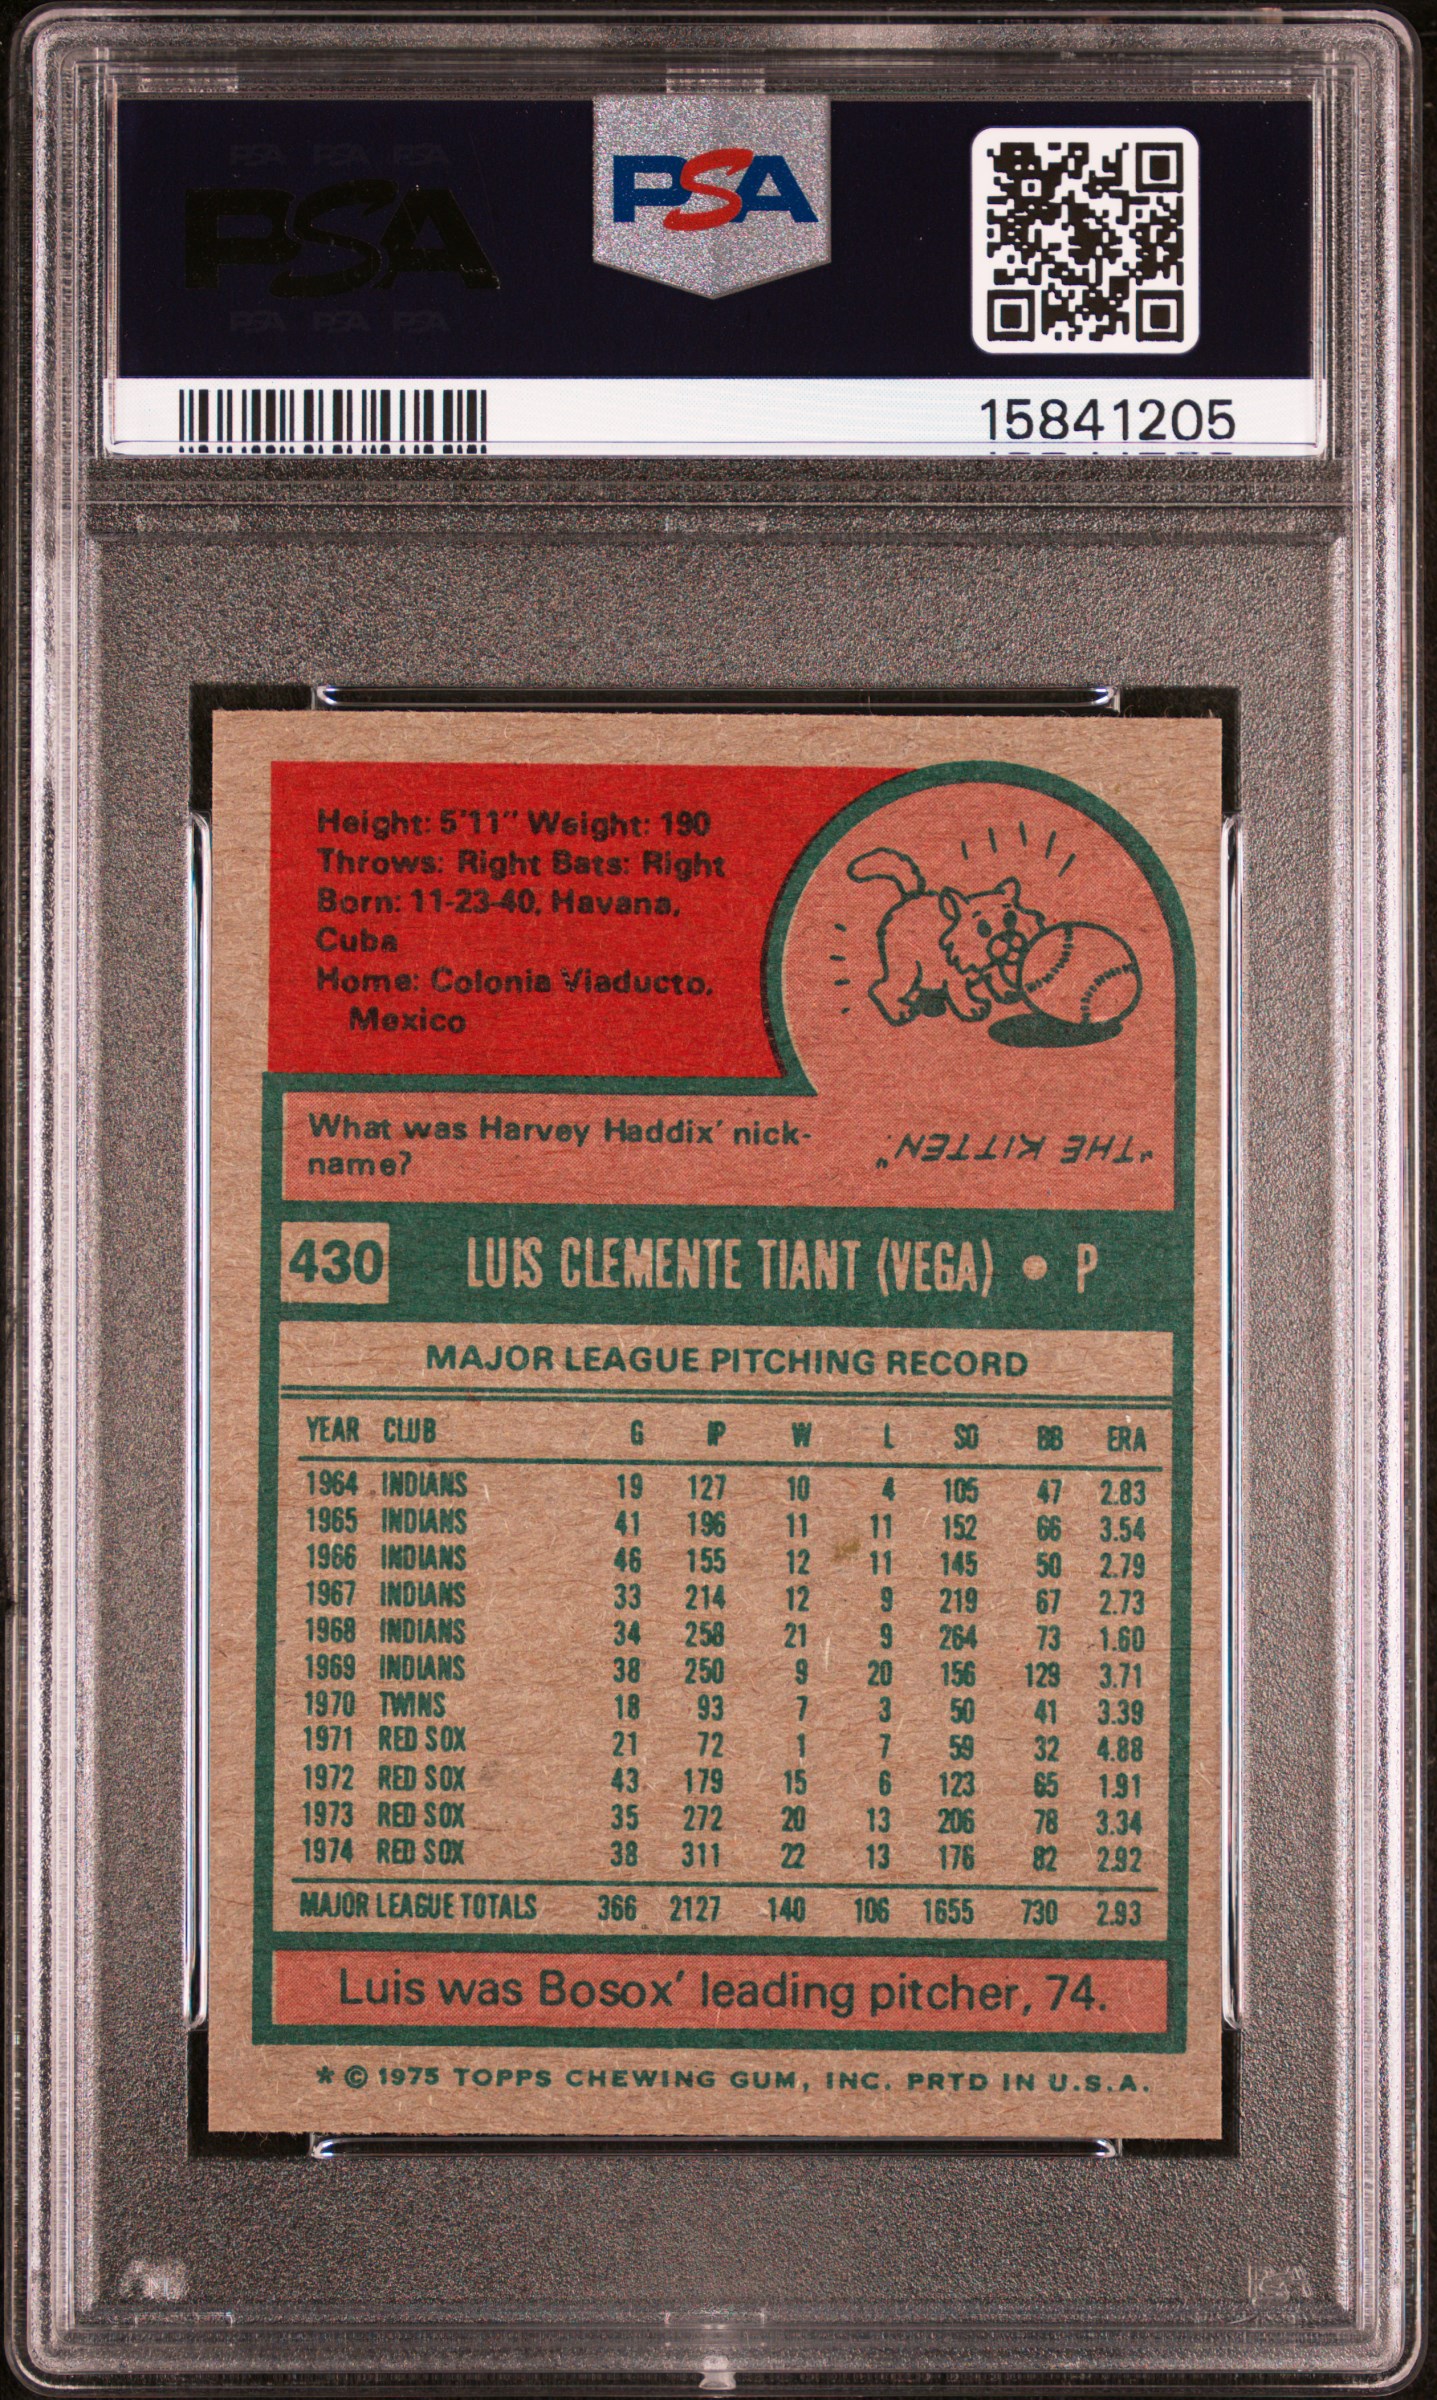 PSA PSA PSA
PSA
PSA PSA PSA
PSA
15841205
Height: 5'11" Weight: 190
Throws: Right Bats: Right
Born: 11-23-40, Havana,
Cuba
Home: Colonia Viaducto,
Mexico
What was Harvey Haddix' nick-
name?
"THE KITTEN."
430 LUIS CLEMENTE TIANT (VEGA) • P
MAJOR LEAGUE PITCHING RECORD
YEAR CLUB G IP W L SO BB ERA
1964 INDIANS 19 127 10 4 105 47 2.83
1965 INDIANS 41 196 11 11 152 66 3.54
1966 INDIANS 46 155 12 11 145 50 2.79
1967 INDIANS 33 214 12 9 219 67 2.73
1968 INDIANS 34 258 21 9 264 73 1.60
1969 INDIANS 38 250 9 20 156 129 3.71
1970 TWINS 18 93 7 3 50 41 3.39
1971 RED SOX 21 72 1 7 59 32 4.88
1972 RED SOX 43 179 15 6 123 65 1.91
1973 RED SOX 35 272 20 13 206 78 3.34
1974 RED SOX 38 311 22 13 176 82 2.92
MAJOR LEAGUE TOTALS 366 2127 140 106 1655 730 2.93
Luis was Bosox' leading pitcher, 74.
* © 1975 TOPPS CHEWING GUM, INC. PRTD IN U.S.A.
PSA